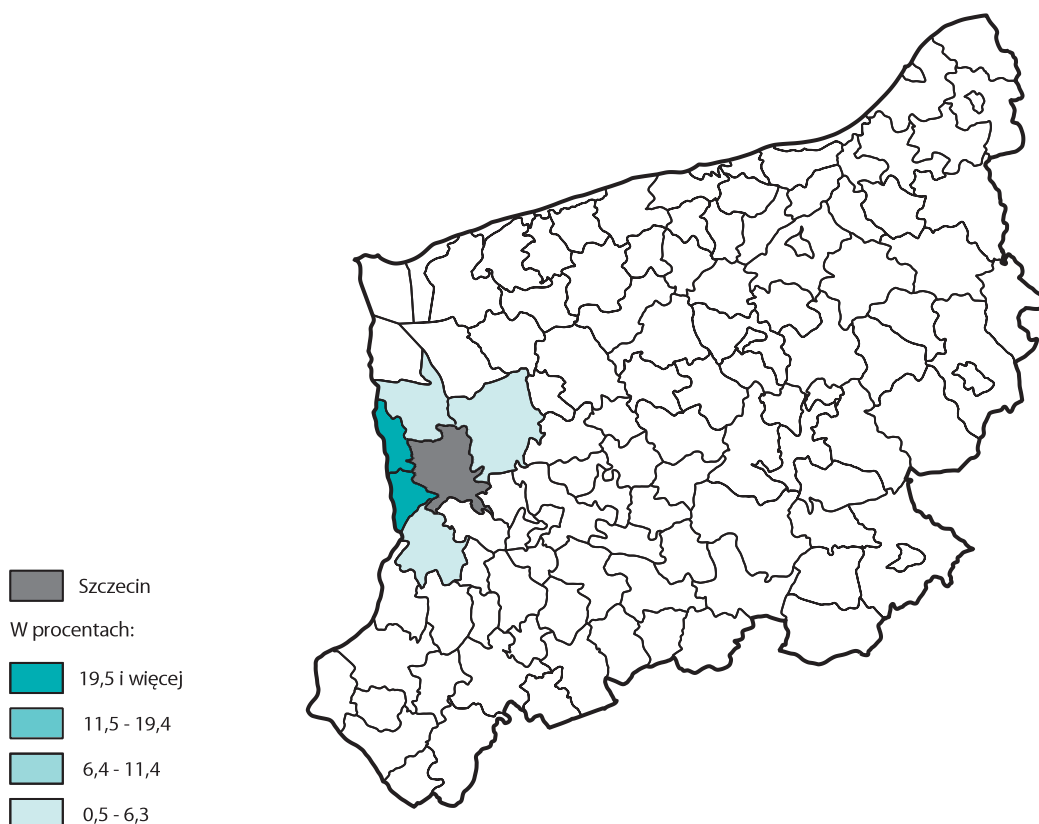 Szczecin
W procentach:
19,5 i więcej
11,5 - 19,4
6,4 - 11,4
0,5 - 6,3